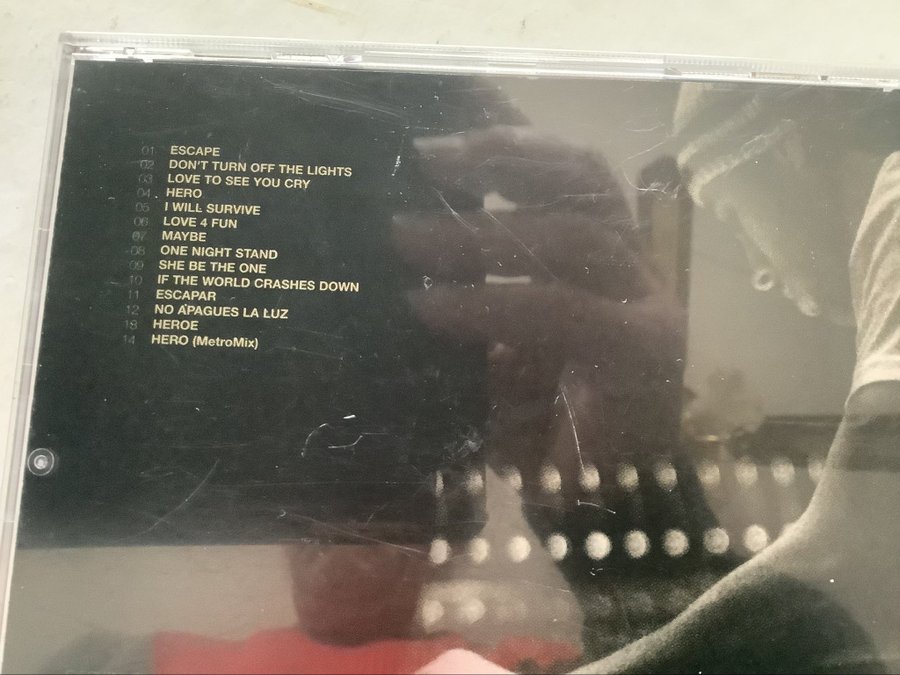 01 ESCAPE
02 DON'T TURN OFF THE LIGHTS
03 LOVE TO SEE YOU CRY
04 HERO
05 I WILL SURVIVE
06 LOVE 4 FUN
07 MAYBE
08 ONE NIGHT STAND
09 SHE BE THE ONE
10 IF THE WORLD CRASHES DOWN
11 ESCAPAR
12 NO APAGUES LA LUZ
13 HEROE
14 HERO (MetroMix)